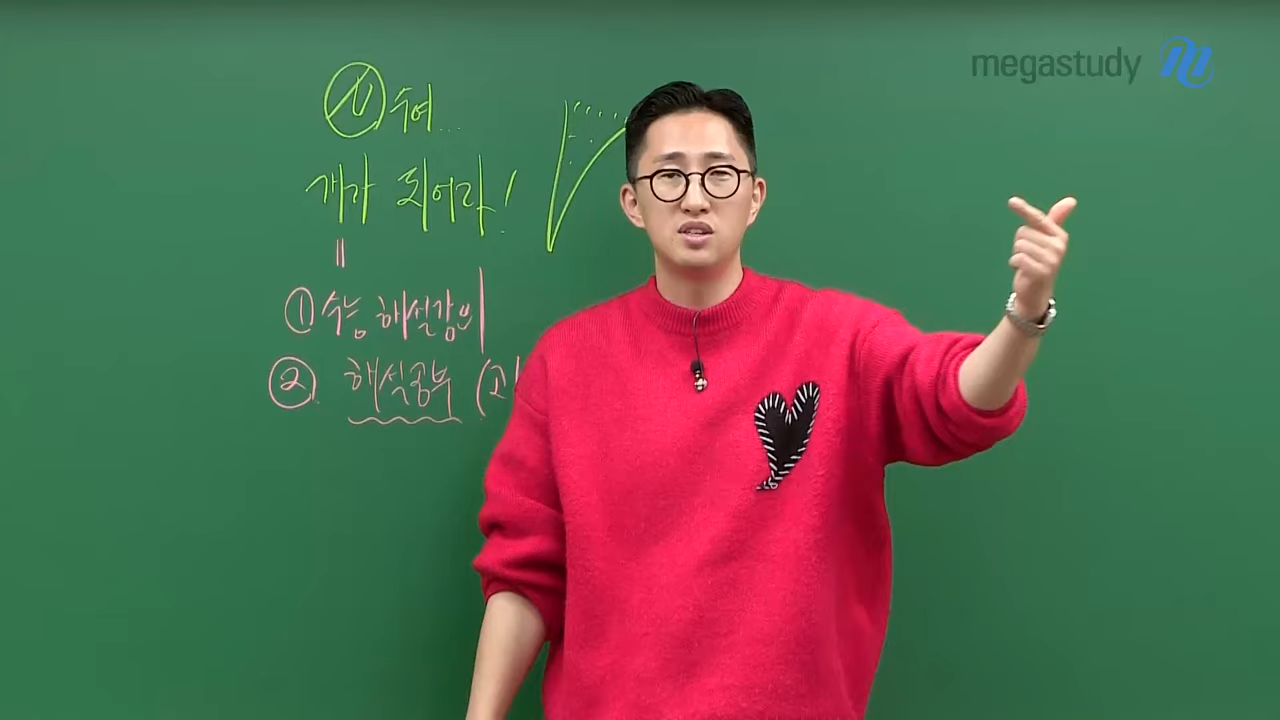 megastudy
수여...
개가 되어라!
① 수능 해설강의
② 해석공부 (고